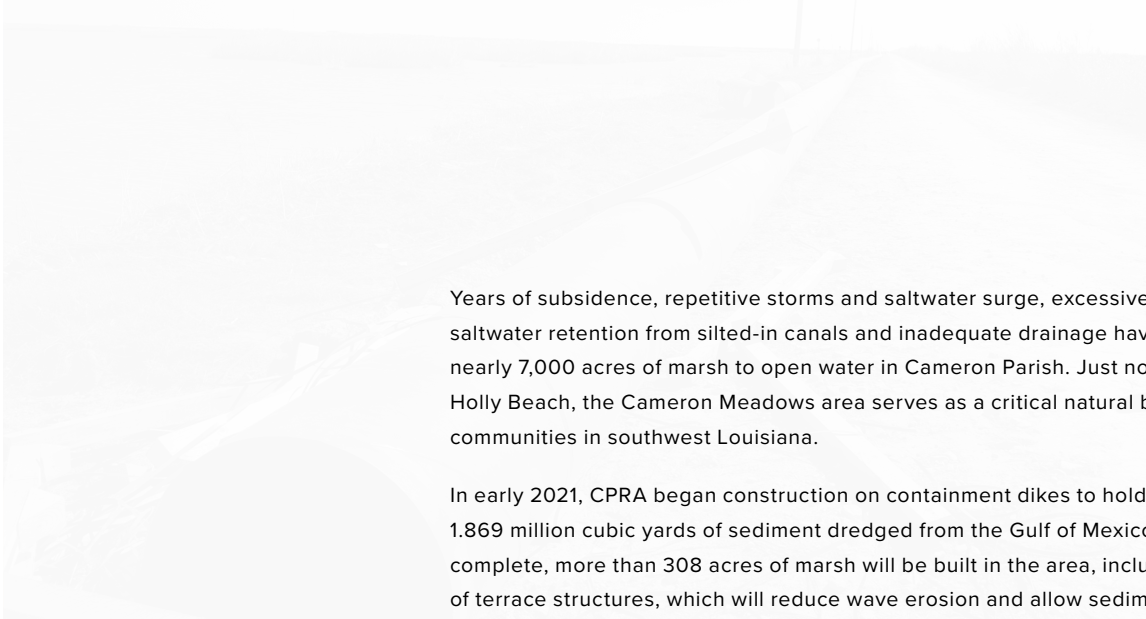 Years of subsidence, repetitive storms and saltwater surge, excessive
saltwater retention from silted-in canals and inadequate drainage hav
nearly 7,000 acres of marsh to open water in Cameron Parish. Just no
Holly Beach, the Cameron Meadows area serves as a critical natural b
communities in southwest Louisiana.
In early 2021, CPRA began construction on containment dikes to hold
1.869 million cubic yards of sediment dredged from the Gulf of Mexico
complete, more than 308 acres of marsh will be built in the area, inclu
of terrace structures, which will reduce wave erosion and allow sedim